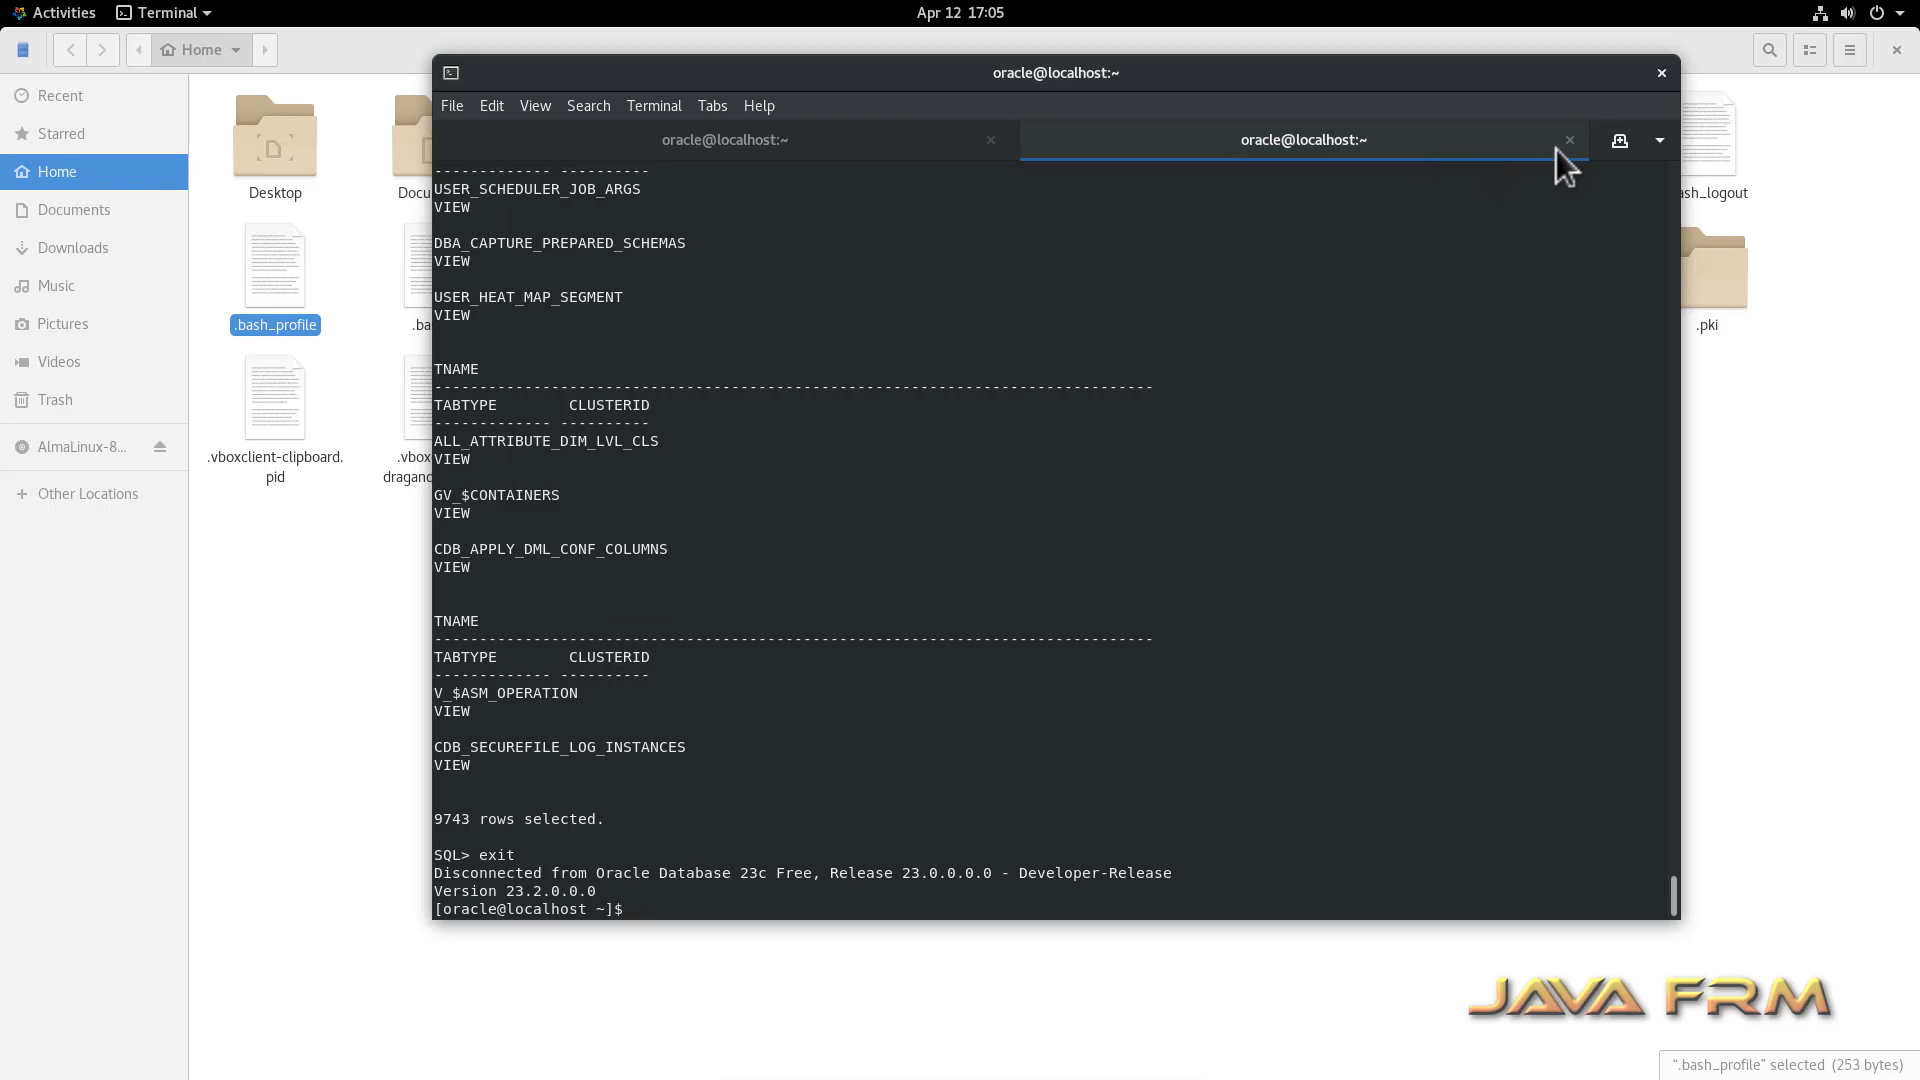 Activities
Terminal
Apr 12 17:05
Home
oracle@localhost:~
File Edit View Search Terminal Tabs Help
oracle@localhost:~
oracle@localhost:~
Recent
Starred
Home
Documents
Downloads
Music
Pictures
Videos
Trash
AlmaLinux-8...
Other Locations
Desktop
Docu
sh_logout
.bash_profile
.ba
.pki
.vboxclient-clipboard.
pid
.vbox
draganc
------------- ----------
USER_SCHEDULER_JOB_ARGS
VIEW
DBA_CAPTURE_PREPARED_SCHEMAS
VIEW
USER_HEAT_MAP_SEGMENT
VIEW
TNAME
--------------------------------------------------------------------------------
TABTYPE CLUSTERID
------------- ----------
ALL_ATTRIBUTE_DIM_LVL_CLS
VIEW
GV_$CONTAINERS
VIEW
CDB_APPLY_DML_CONF_COLUMNS
VIEW
TNAME
--------------------------------------------------------------------------------
TABTYPE CLUSTERID
------------- ----------
V_$ASM_OPERATION
VIEW
CDB_SECUREFILE_LOG_INSTANCES
VIEW
9743 rows selected.
SQL> exit
Disconnected from Oracle Database 23c Free, Release 23.0.0.0.0 - Developer-Release
Version 23.2.0.0.0
[oracle@localhost ~]$
JAVA FRM
“.bash_profile” selected (253 bytes)